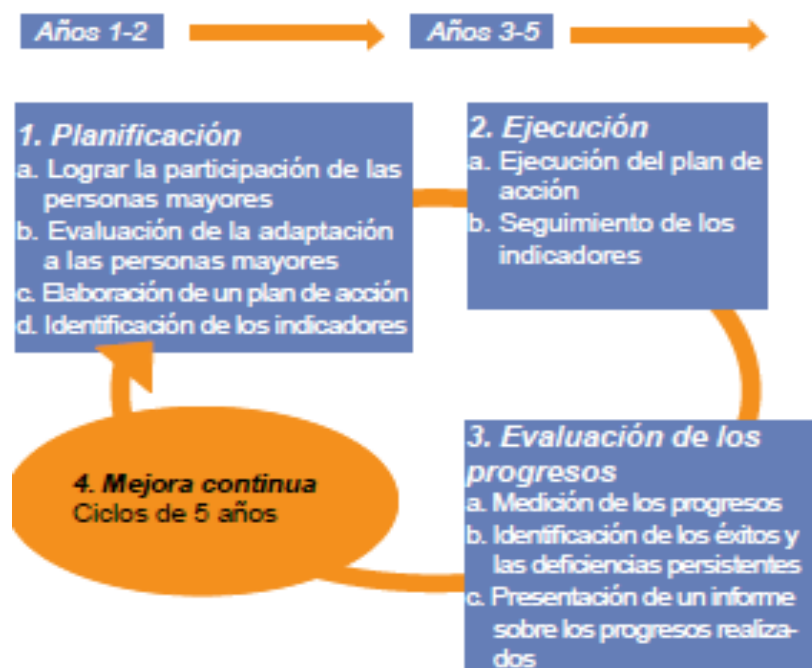 Años 1-2
Años 3-5
1. Planificación
a. Lograr la participación de las
personas mayores
b. Evaluación de la adaptación
a las personas mayores
c. Elaboración de un plan de acción
d. Identificación de los indicadores
2. Ejecución
a. Ejecución del plan de
acción
b. Seguimiento de los
indicadores
3. Evaluación de los
progresos
a. Medición de los progresos
b. Identificación de los éxitos y
las deficiencias persistentes
c. Presentación de un informe
sobre los progresos realiza-
dos
4. Mejora continua
Ciclos de 5 años